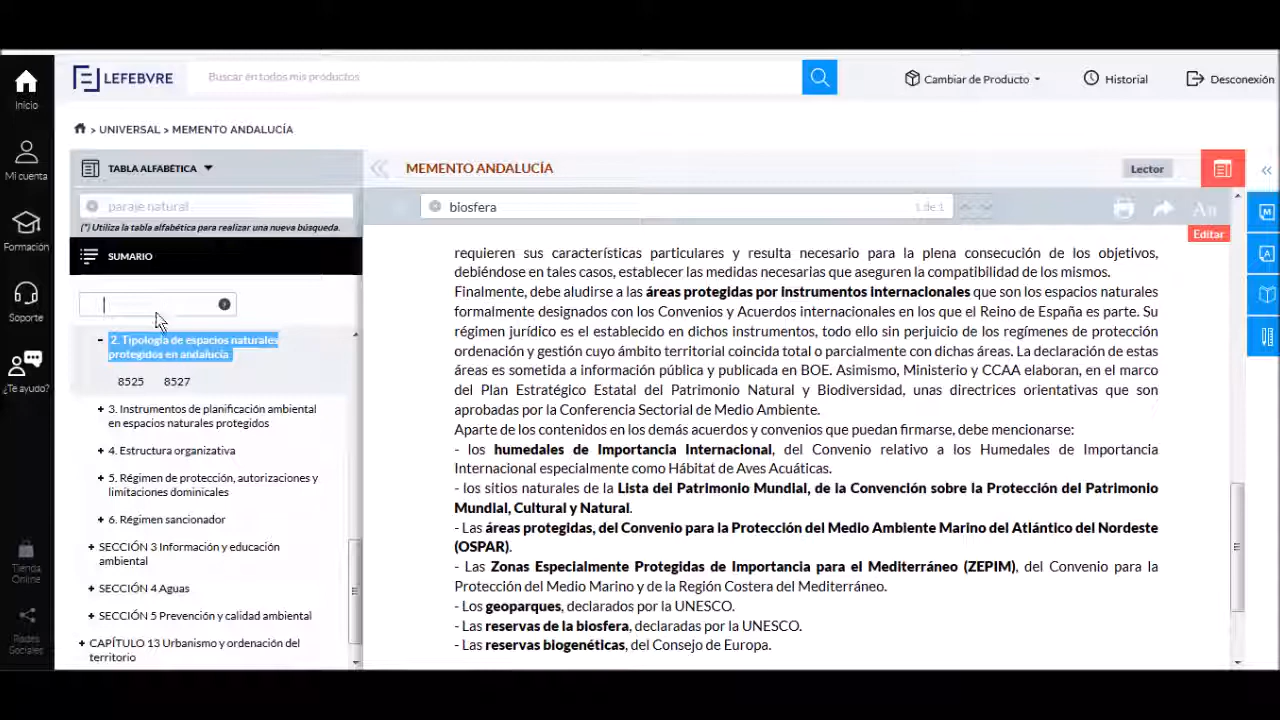 LEFEBVRE
Buscar en todos mis productos
Cambiar de Producto
Historial
Desconexión
Inicio
Mi cuenta
Formación
Soporte
¿Te ayudo?
Tienda
Online
Redes
Sociales
> UNIVERSAL > MEMENTO ANDALUCÍA
TABLA ALFABÉTICA
paraje natural
(*) Utiliza la tabla alfabética para realizar una nueva búsqueda.
SUMARIO
- 2. Tipología de espacios naturales
protegidos en andalucía
8525 8527
+ 3. Instrumentos de planificación ambiental
en espacios naturales protegidos
+ 4. Estructura organizativa
+ 5. Régimen de protección, autorizaciones y
limitaciones dominicales
+ 6. Régimen sancionador
+ SECCIÓN 3 Información y educación
ambiental
+ SECCIÓN 4 Aguas
+ SECCIÓN 5 Prevención y calidad ambiental
+ CAPÍTULO 13 Urbanismo y ordenación del
territorio
MEMENTO ANDALUCÍA
Lector
biosfera
1 de 1
Editar
requieren sus características particulares y resulta necesario para la plena consecución de los objetivos,
debiéndose en tales casos, establecer las medidas necesarias que aseguren la compatibilidad de los mismos.
Finalmente, debe aludirse a las áreas protegidas por instrumentos internacionales que son los espacios naturales
formalmente designados con los Convenios y Acuerdos internacionales en los que el Reino de España es parte. Su
régimen jurídico es el establecido en dichos instrumentos, todo ello sin perjuicio de los regímenes de protección
ordenación y gestión cuyo ámbito territorial coincida total o parcialmente con dichas áreas. La declaración de estas
áreas es sometida a información pública y publicada en BOE. Asimismo, Ministerio y CCAA elaboran, en el marco
del Plan Estratégico Estatal del Patrimonio Natural y Biodiversidad, unas directrices orientativas que son
aprobadas por la Conferencia Sectorial de Medio Ambiente.
Aparte de los contenidos en los demás acuerdos y convenios que puedan firmarse, debe mencionarse:
- los humedales de Importancia Internacional, del Convenio relativo a los Humedales de Importancia
Internacional especialmente como Hábitat de Aves Acuáticas.
- los sitios naturales de la Lista del Patrimonio Mundial, de la Convención sobre la Protección del Patrimonio
Mundial, Cultural y Natural.
- Las áreas protegidas, del Convenio para la Protección del Medio Ambiente Marino del Atlántico del Nordeste
(OSPAR).
- Las Zonas Especialmente Protegidas de Importancia para el Mediterráneo (ZEPIM), del Convenio para la
Protección del Medio Marino y de la Región Costera del Mediterráneo.
- Los geoparques, declarados por la UNESCO.
- Las reservas de la biosfera, declaradas por la UNESCO.
- Las reservas biogenéticas, del Consejo de Europa.